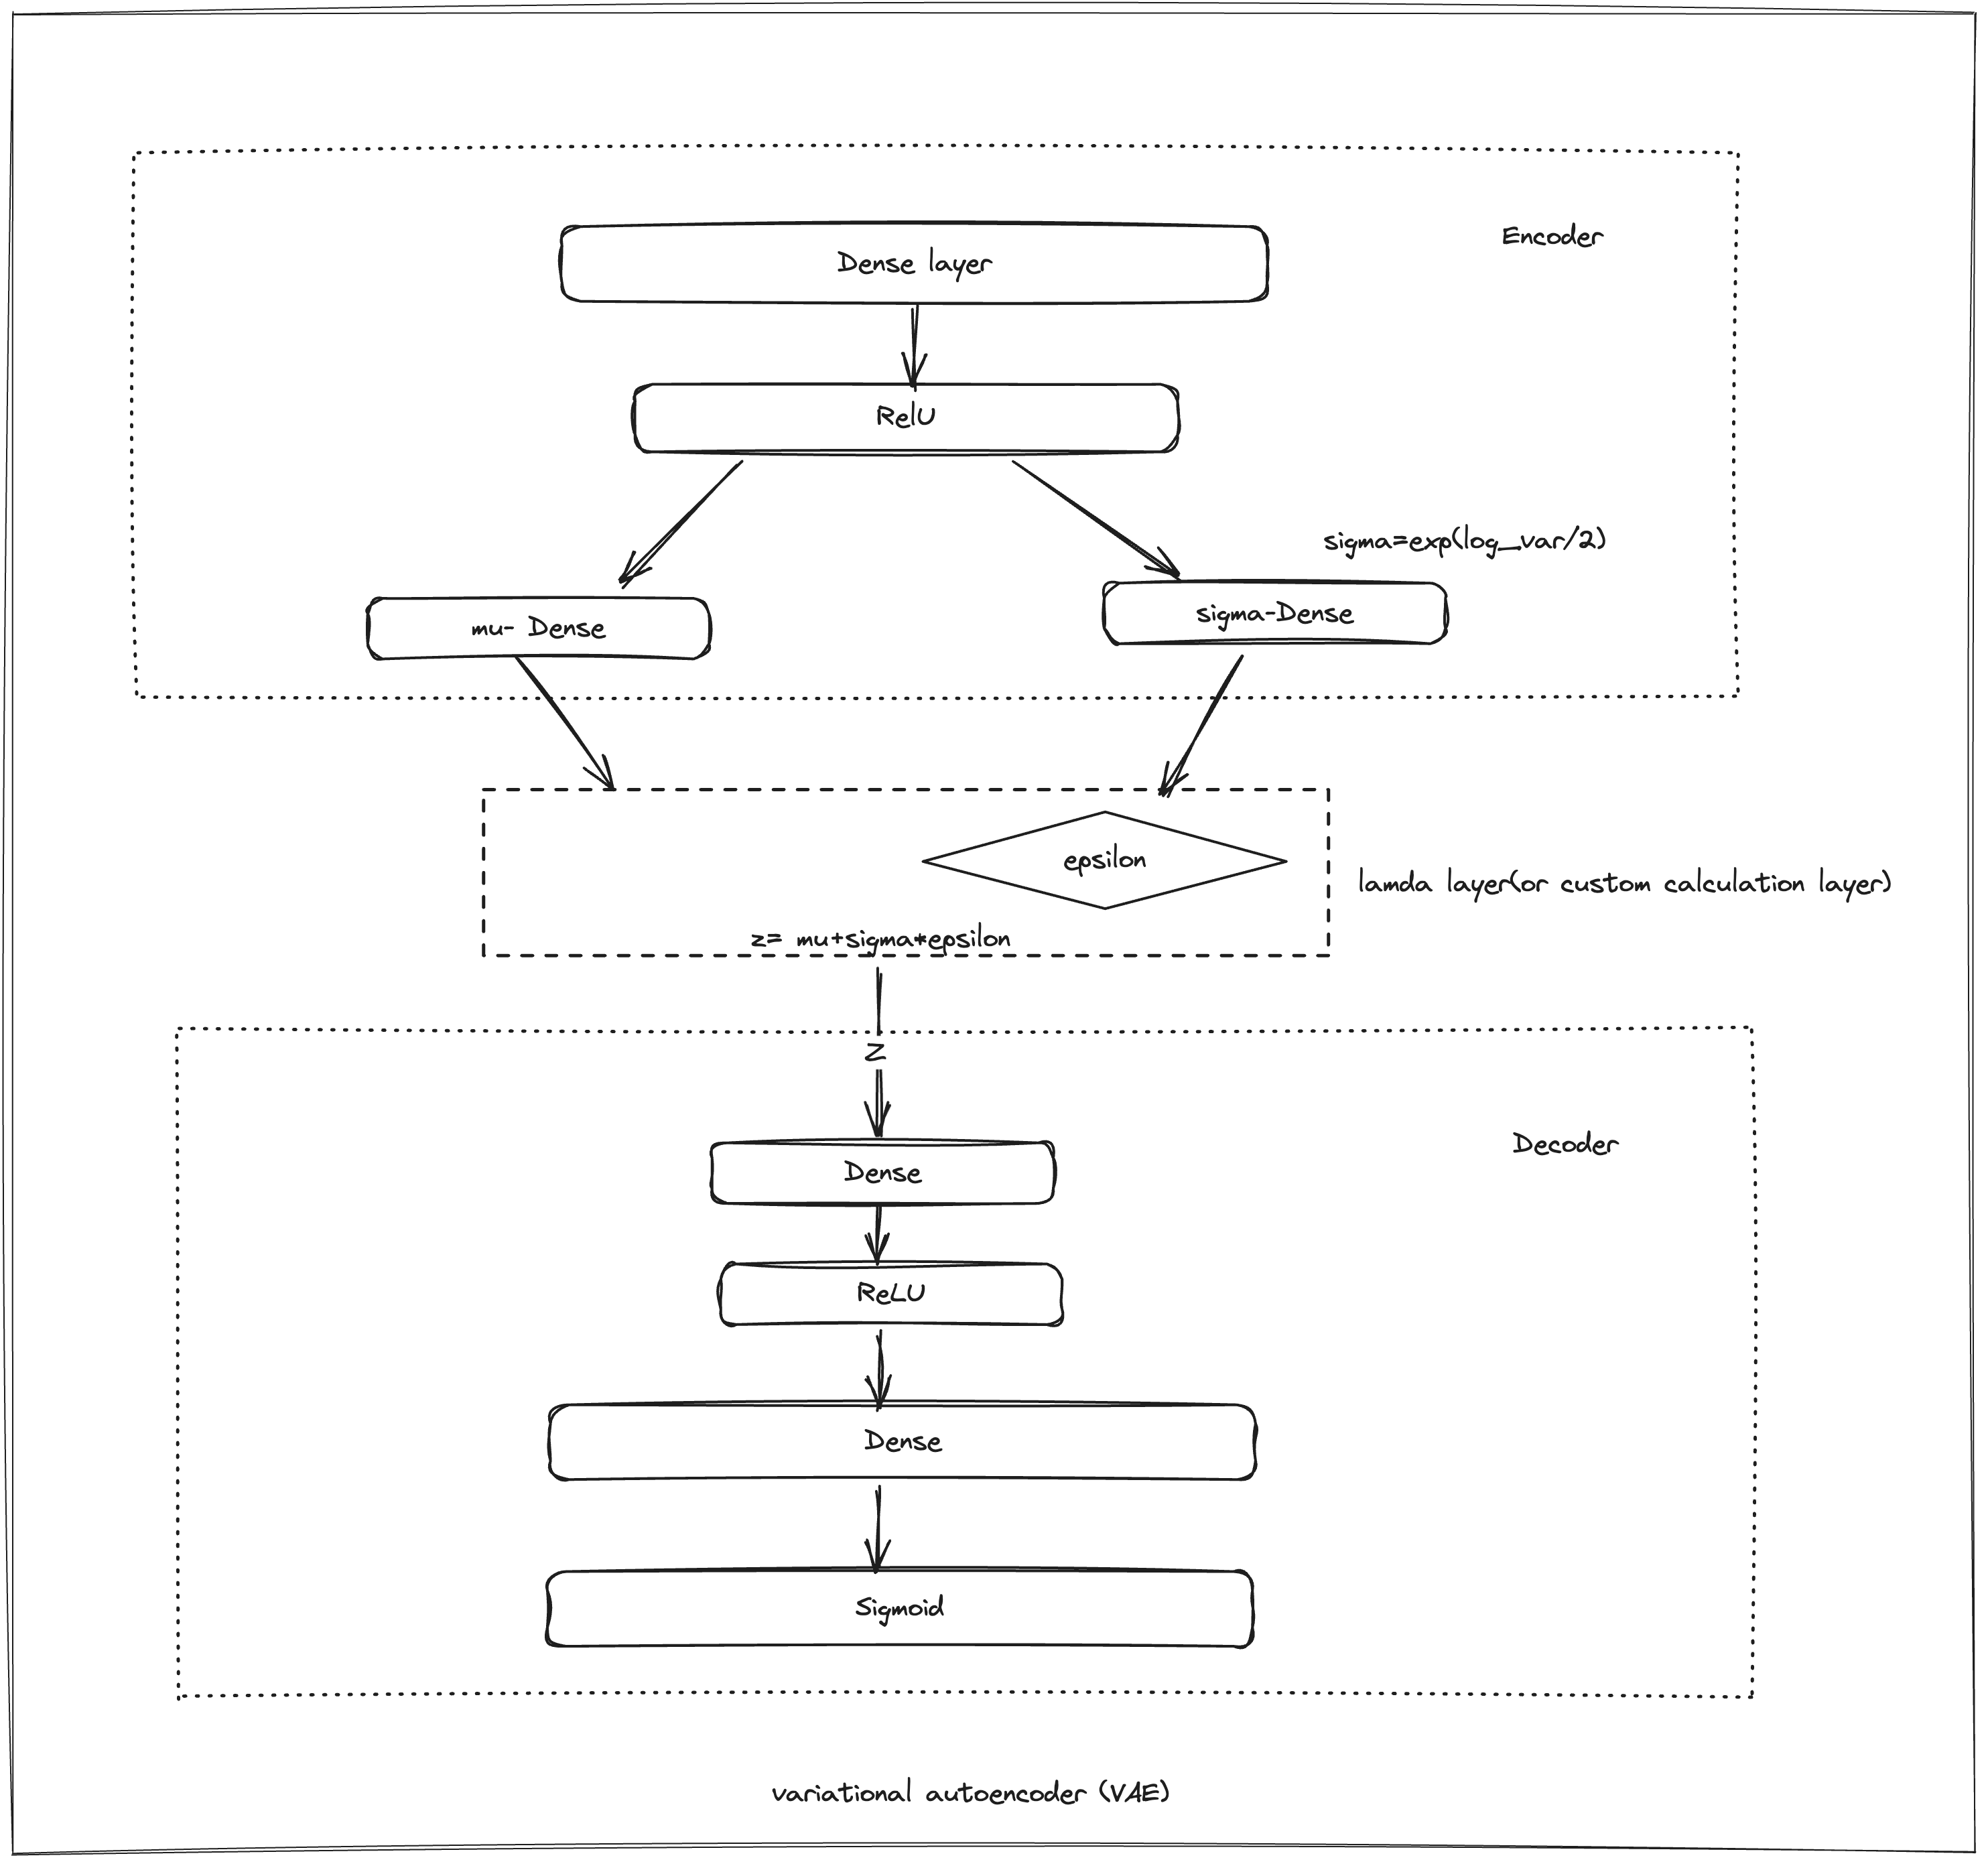 Encoder
Dense layer
RelU
sigma=exp(log_var/2)
mu- Dense
sigma-Dense
epsilon
lamda layer(or custom calculation layer)
z= mu+sigma*epsilon
Z
Decoder
Dense
ReLU
Dense
Sigmoid
variational autoencoder (VAE)